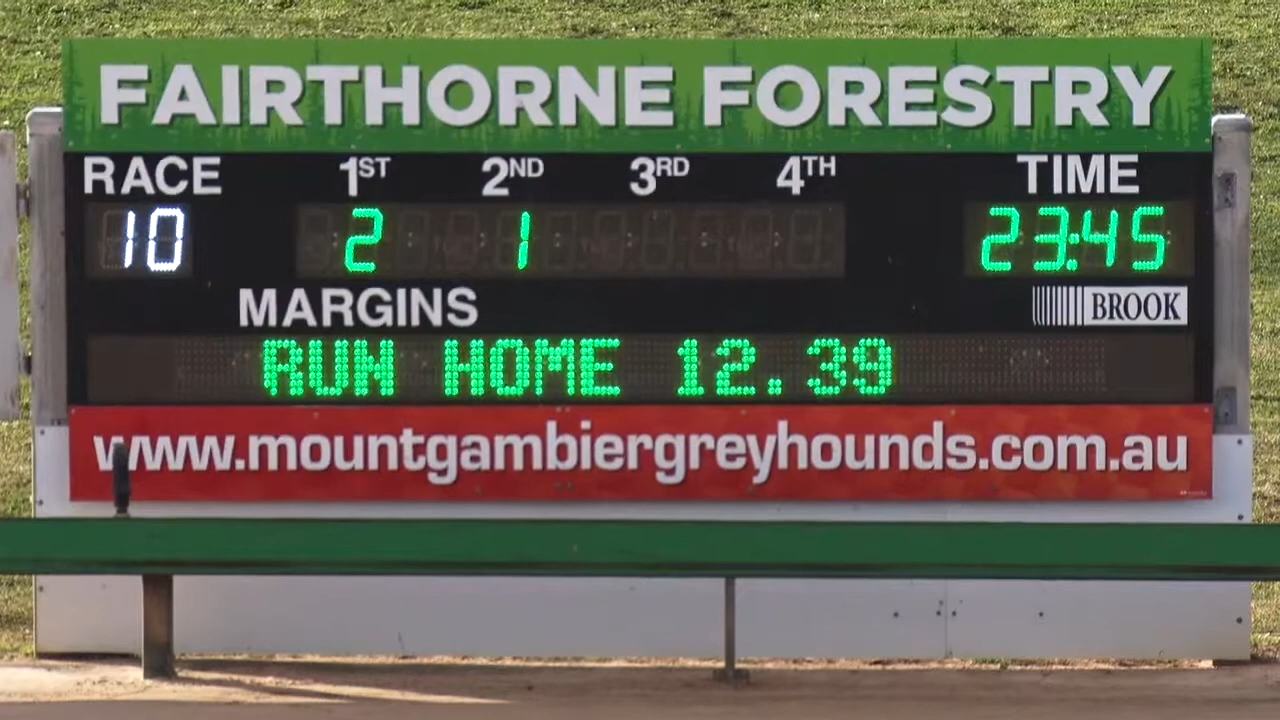 FAIRTHORNE FORESTRY
RACE 1ST 2ND 3RD 4TH TIME
10 2 1 23:45
MARGINS
BROOK
RUN HOME 12.39
www.mountgambiergreyhounds.com.au